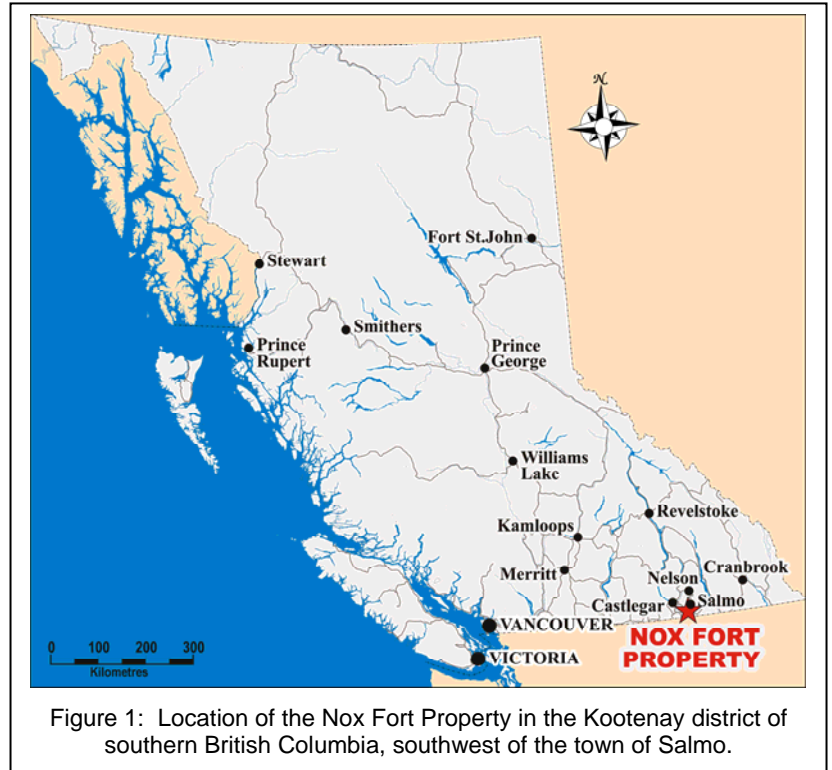 N
Fort St.John
Stewart
Smithers
Prince
Rupert
Prince
George
Williams
Lake
Revelstoke
Kamloops
Cranbrook
Merritt
Nelson
Castlegar
Salmo
VANCOUVER
NOX FORT
PROPERTY
VICTORIA
0 100 200 300
Kilometres
Figure 1: Location of the Nox Fort Property in the Kootenay district of
southern British Columbia, southwest of the town of Salmo.